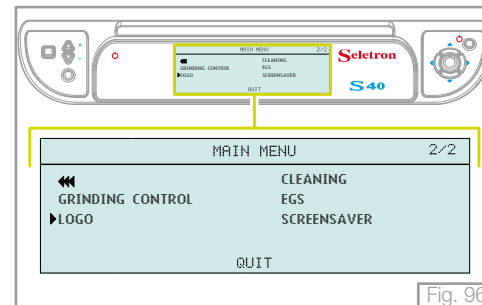 MAIN MENU 2/2
CLEANING
GRINDING CONTROL EGS
LOGO SCREENSAVER
QUIT
Seletron
S40
MAIN MENU 2/2
CLEANING
GRINDING CONTROL EGS
LOGO SCREENSAVER
QUIT
Fig. 96